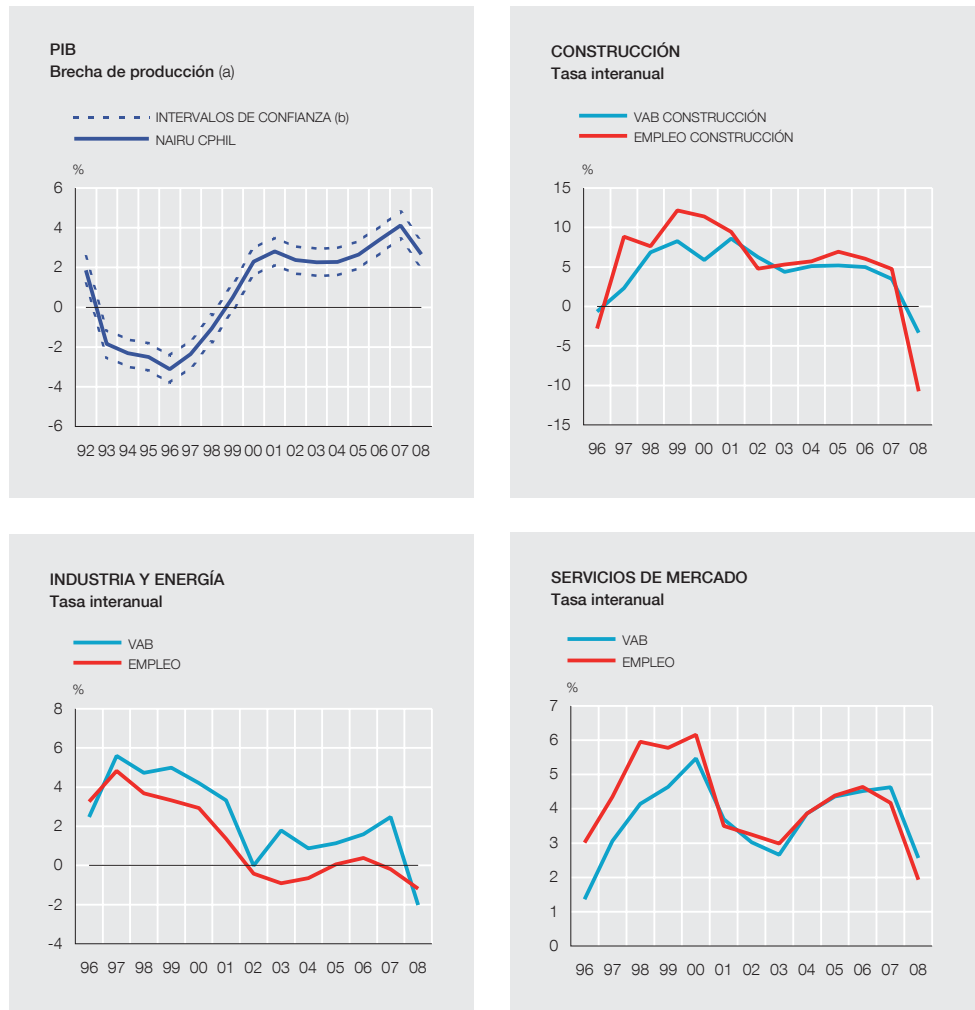 PIB
Brecha de producción (a)
INTERVALOS DE CONFIANZA (b)
NAIRU CPHIL
%
6
4
2
0
-2
-4
-6
92 93 94 95 96 97 98 99 00 01 02 03 04 05 06 07 08
CONSTRUCCIÓN
Tasa interanual
VAB CONSTRUCCIÓN
EMPLEO CONSTRUCCIÓN
%
15
10
5
0
-5
-10
-15
96 97 98 99 00 01 02 03 04 05 06 07 08
INDUSTRIA Y ENERGÍA
Tasa interanual
VAB
EMPLEO
%
8
6
4
2
0
-2
-4
96 97 98 99 00 01 02 03 04 05 06 07 08
SERVICIOS DE MERCADO
Tasa interanual
VAB
EMPLEO
%
7
6
5
4
3
2
1
0
96 97 98 99 00 01 02 03 04 05 06 07 08